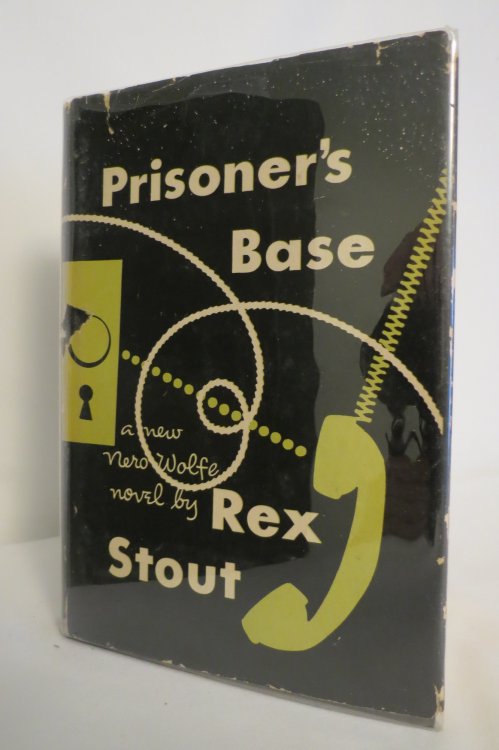 Prisoner's
Base
a new
Nero Wolfe
novel by
Rex
Stout